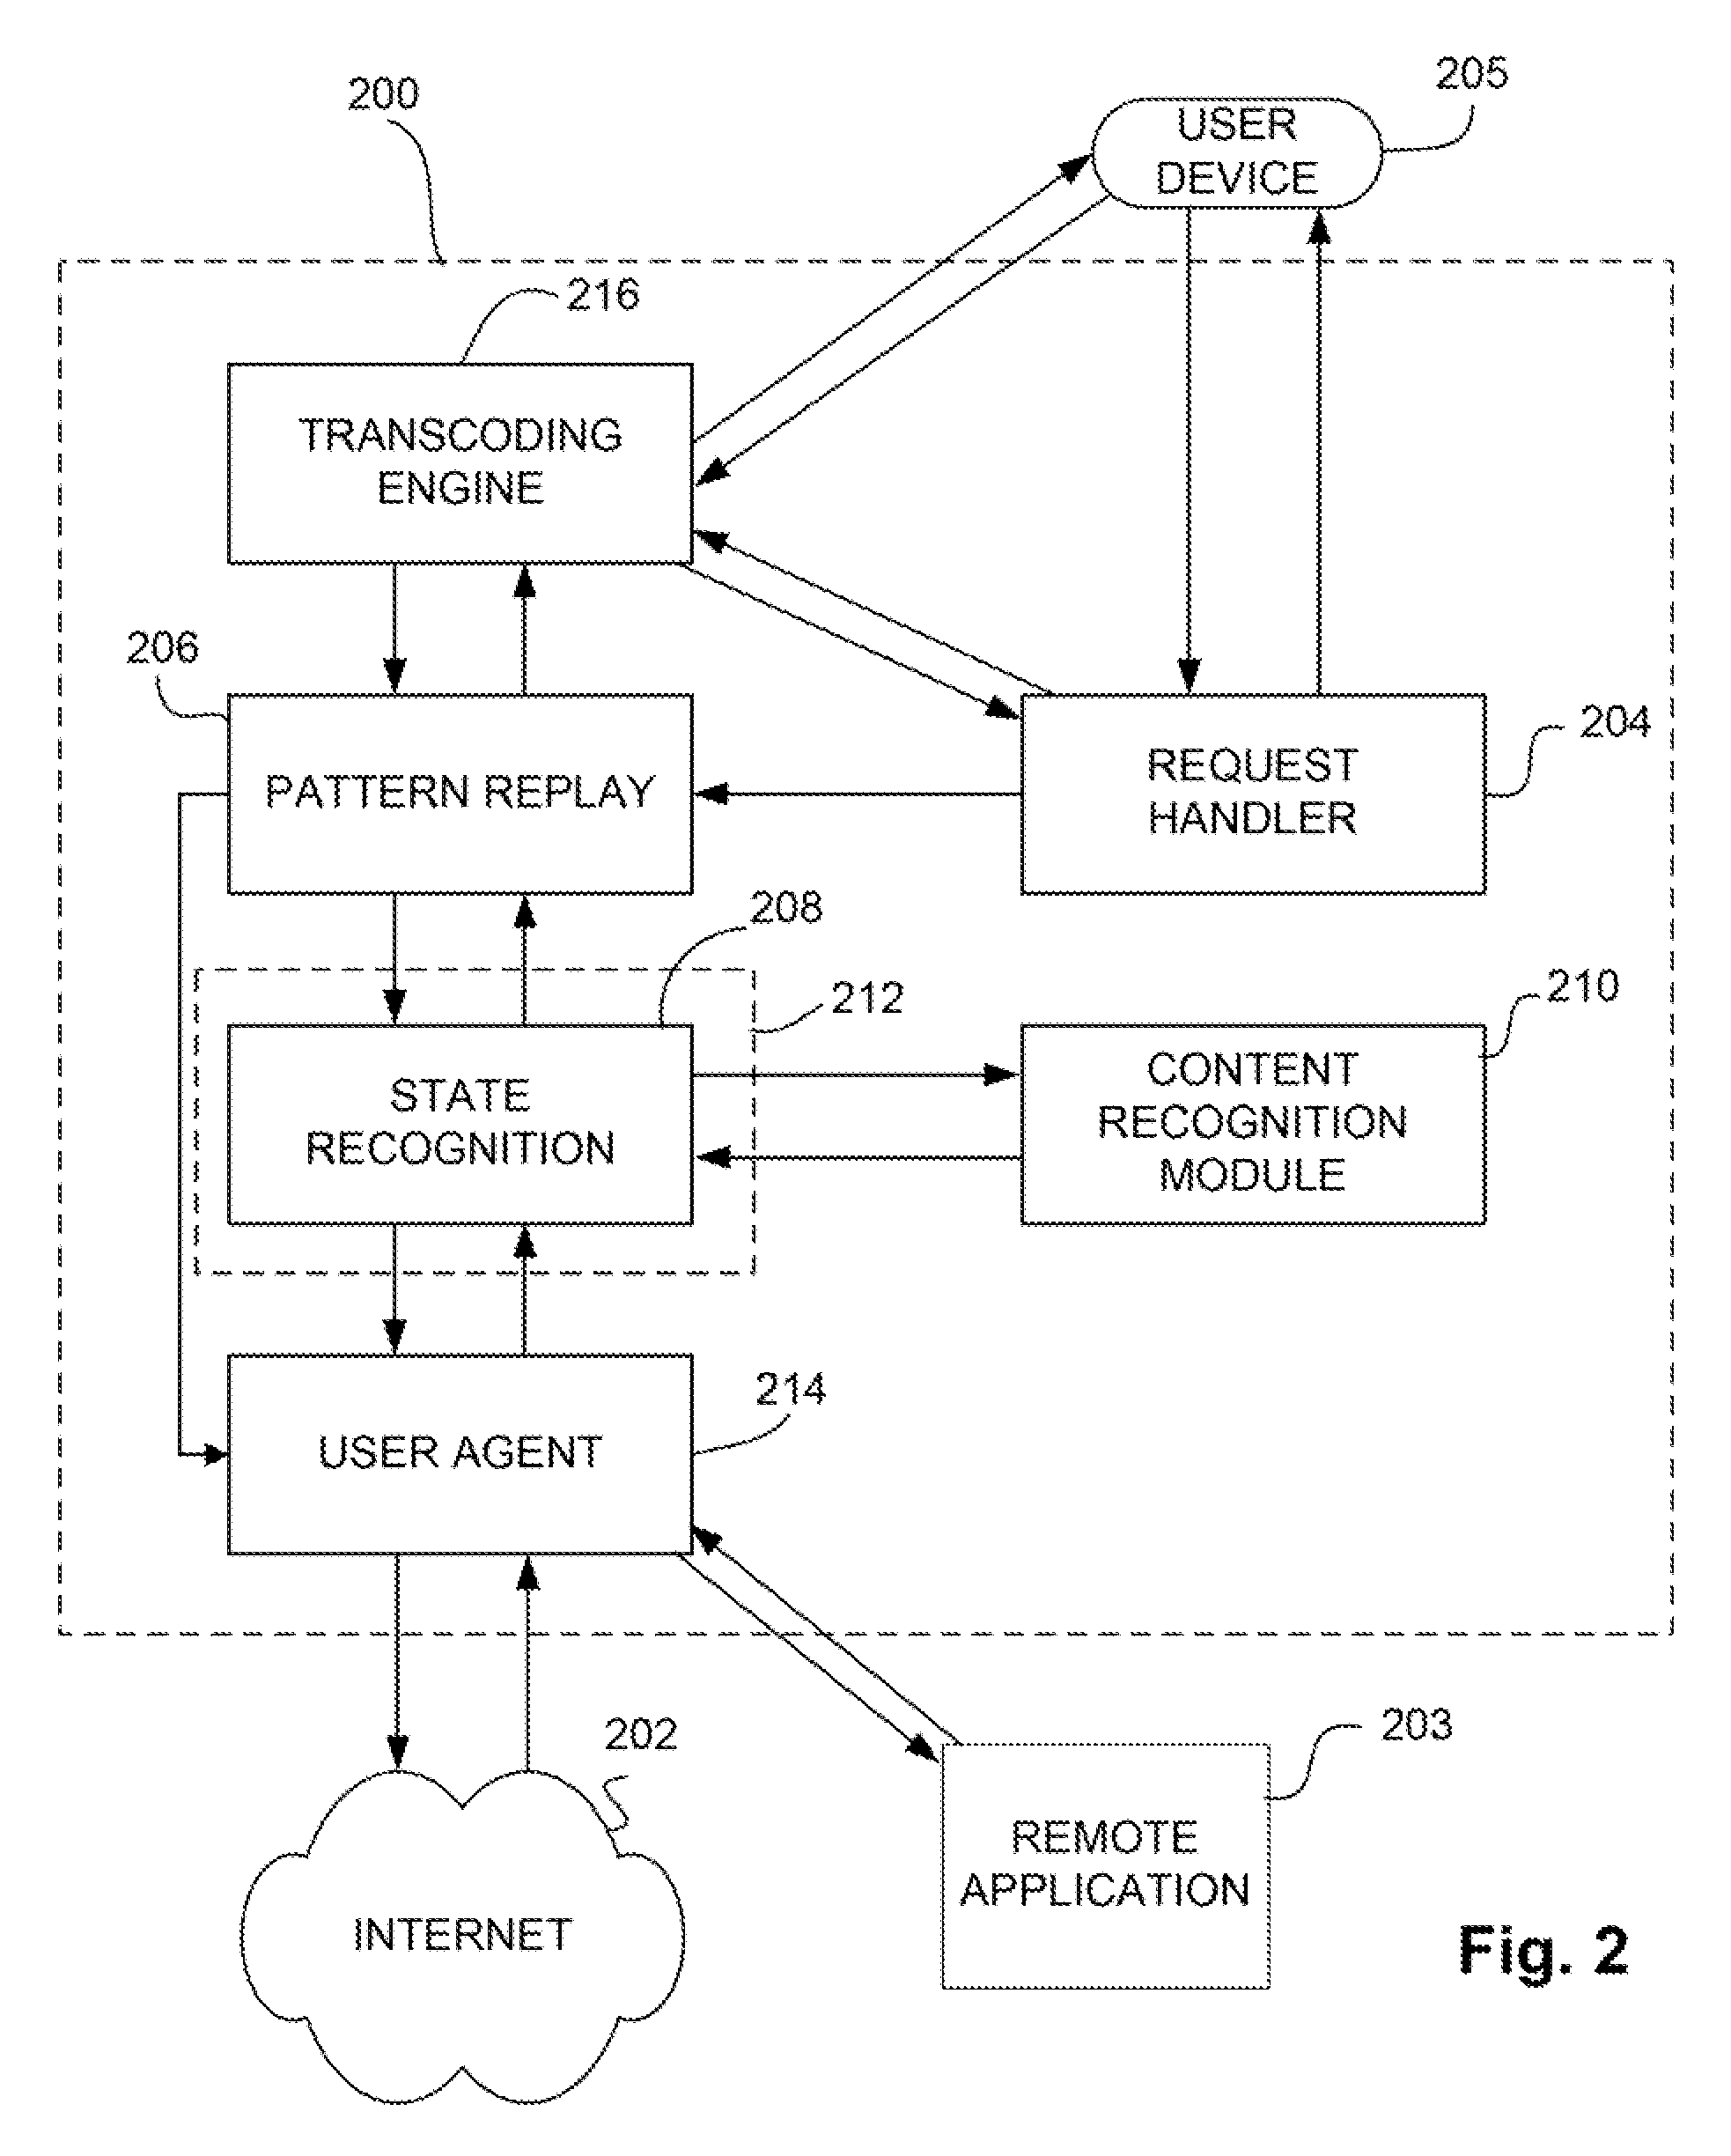 200
205
USER
DEVICE
216
TRANSCODING
ENGINE
206
PATTERN REPLAY
REQUEST
HANDLER
204
208
212
210
STATE
RECOGNITION
CONTENT
RECOGNITION
MODULE
214
USER AGENT
202
203
INTERNET
REMOTE
APPLICATION
Fig. 2